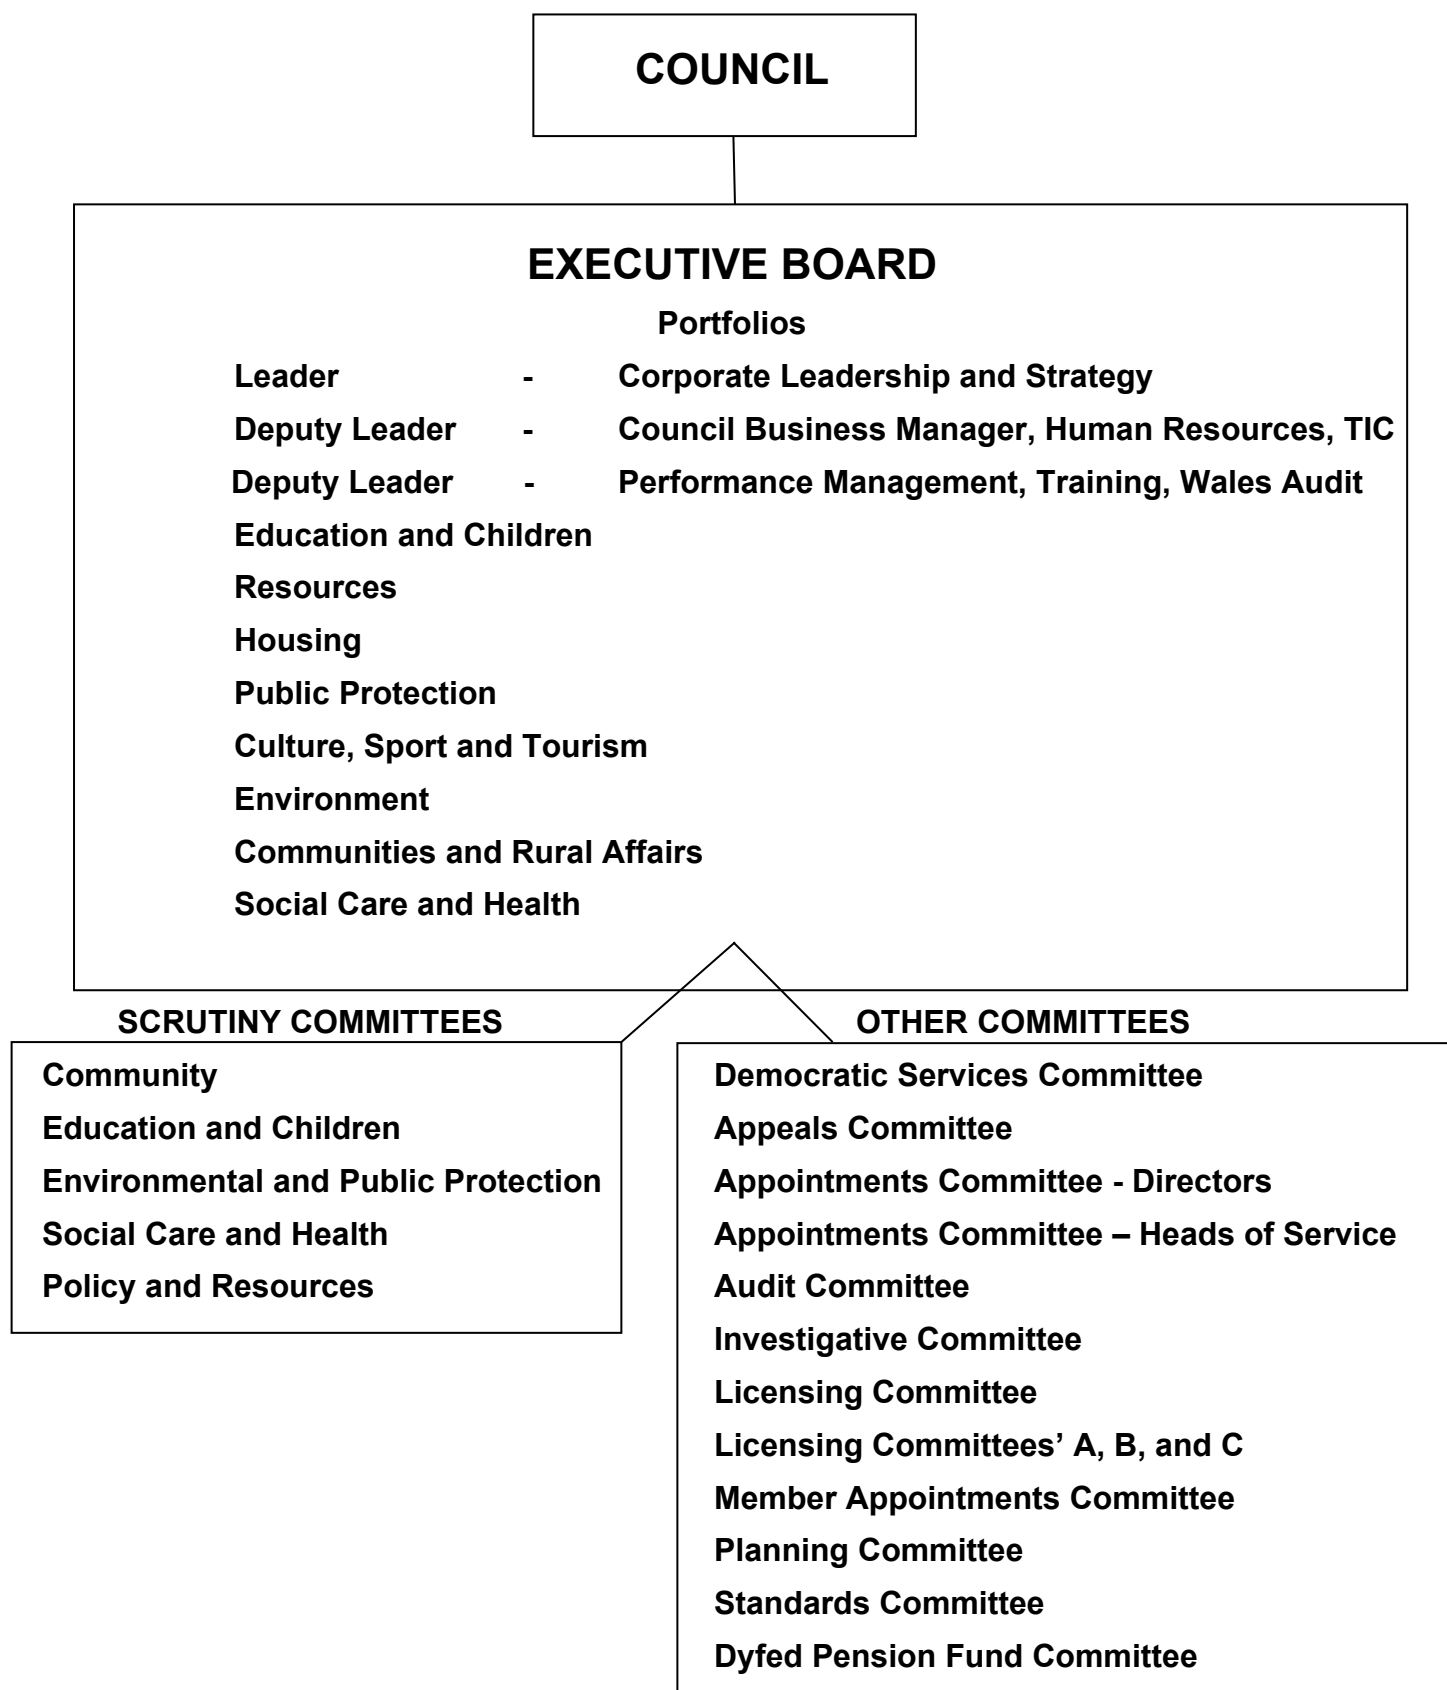 COUNCIL
EXECUTIVE BOARD
Portfolios
Leader - Corporate Leadership and Strategy
Deputy Leader - Council Business Manager, Human Resources, TIC
Deputy Leader - Performance Management, Training, Wales Audit
Education and Children
Resources
Housing
Public Protection
Culture, Sport and Tourism
Environment
Communities and Rural Affairs
Social Care and Health
SCRUTINY COMMITTEES
Community
Education and Children
Environmental and Public Protection
Social Care and Health
Policy and Resources
OTHER COMMITTEES
Democratic Services Committee
Appeals Committee
Appointments Committee - Directors
Appointments Committee – Heads of Service
Audit Committee
Investigative Committee
Licensing Committee
Licensing Committees’ A, B, and C
Member Appointments Committee
Planning Committee
Standards Committee
Dyfed Pension Fund Committee